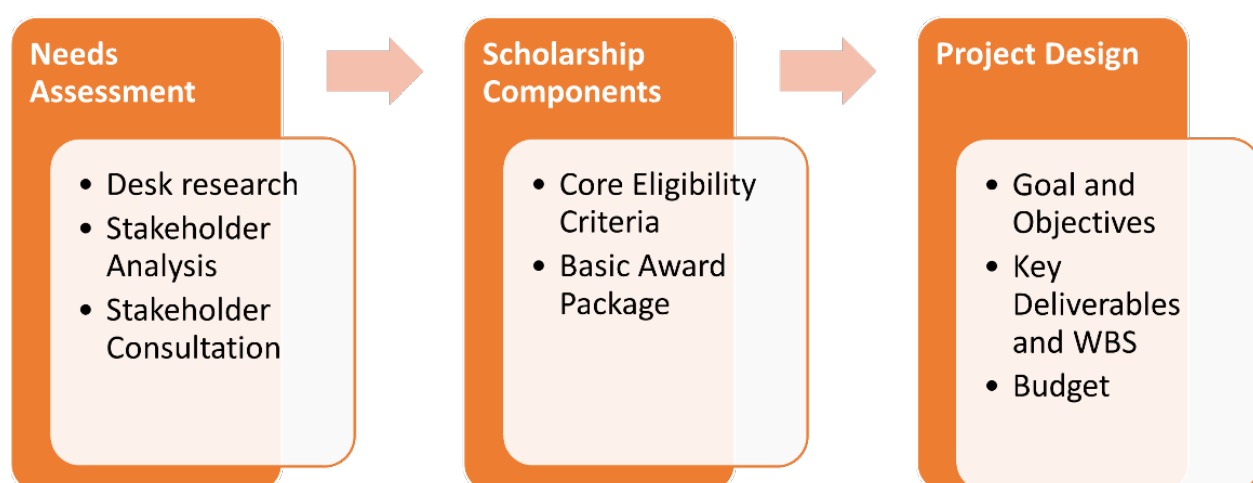 Needs
Assessment
• Desk research
• Stakeholder
Analysis
• Stakeholder
Consultation
Scholarship
Components
• Core Eligibility
Criteria
• Basic Award
Package
Project Design
• Goal and
Objectives
• Key
Deliverables
and WBS
• Budget